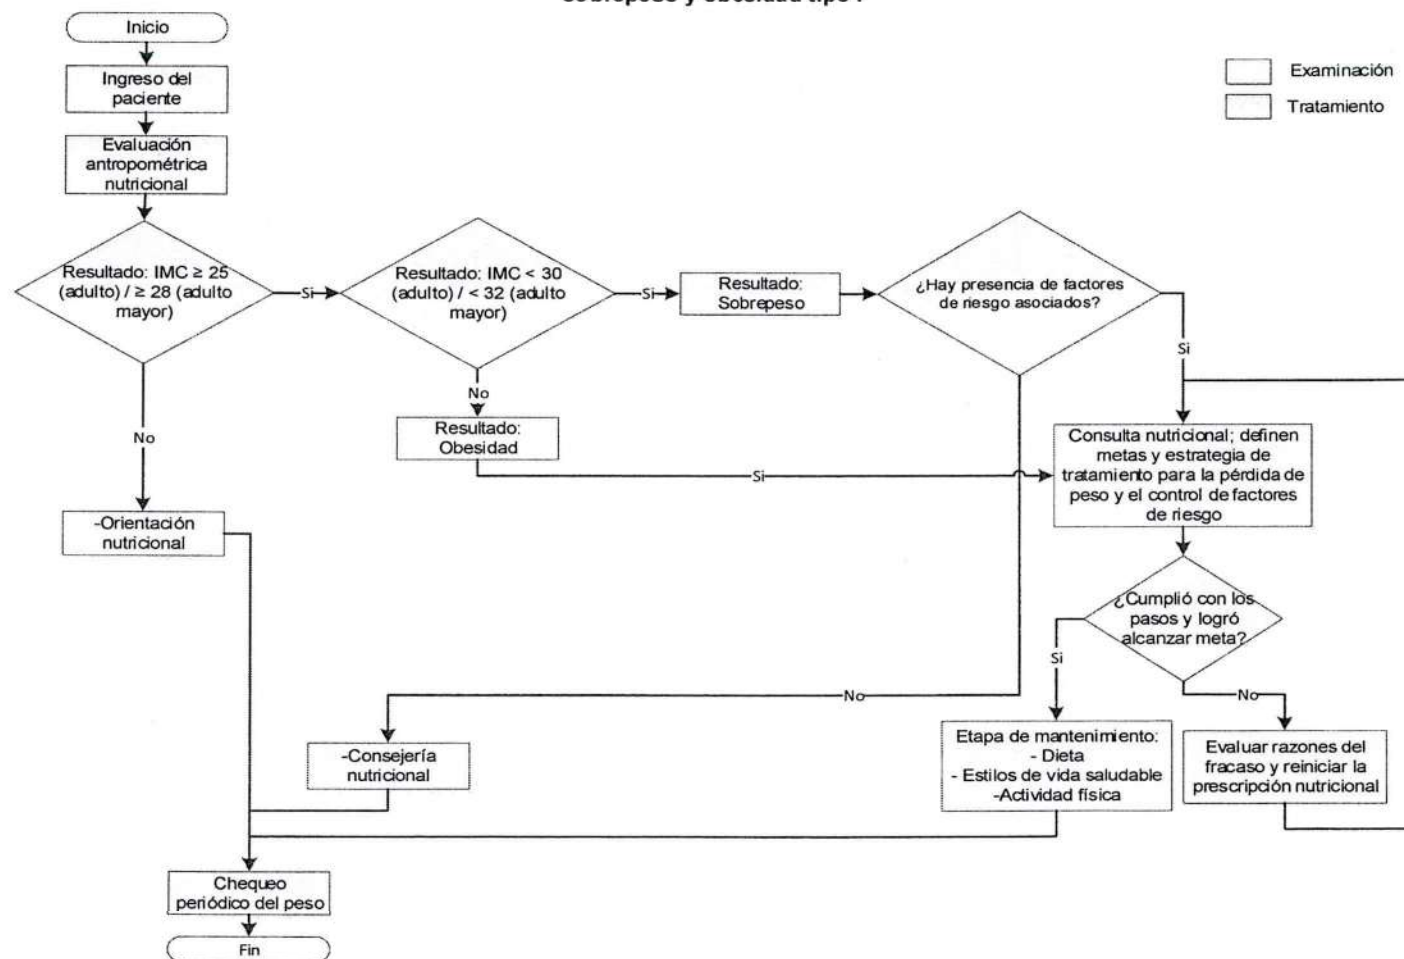 sobrepeso y obesidad tipo I
Inicio
Examinación
Tratamiento
Ingreso del
paciente
Evaluación
antropométrica
nutricional
Resultado: IMC ≥ 25
(adulto) / ≥ 28 (adulto
mayor)
Si
Resultado: IMC < 30
(adulto) / < 32 (adulto
mayor)
Si
Resultado:
Sobrepeso
¿Hay presencia de factores
de riesgo asociados?
Si
No
No
Resultado:
Obesidad
Si
Consulta nutricional; definen
metas y estrategia de
tratamiento para la pérdida de
peso y el control de factores
de riesgo
-Orientación
nutricional
¿Cumplió con los
pasos y logró
alcanzar meta?
Si
No
No
-Consejería
nutricional
Etapa de mantenimiento:
- Dieta
- Estilos de vida saludable
-Actividad física
Evaluar razones del
fracaso y reiniciar la
prescripción nutricional
Chequeo
periódico del peso
Fin